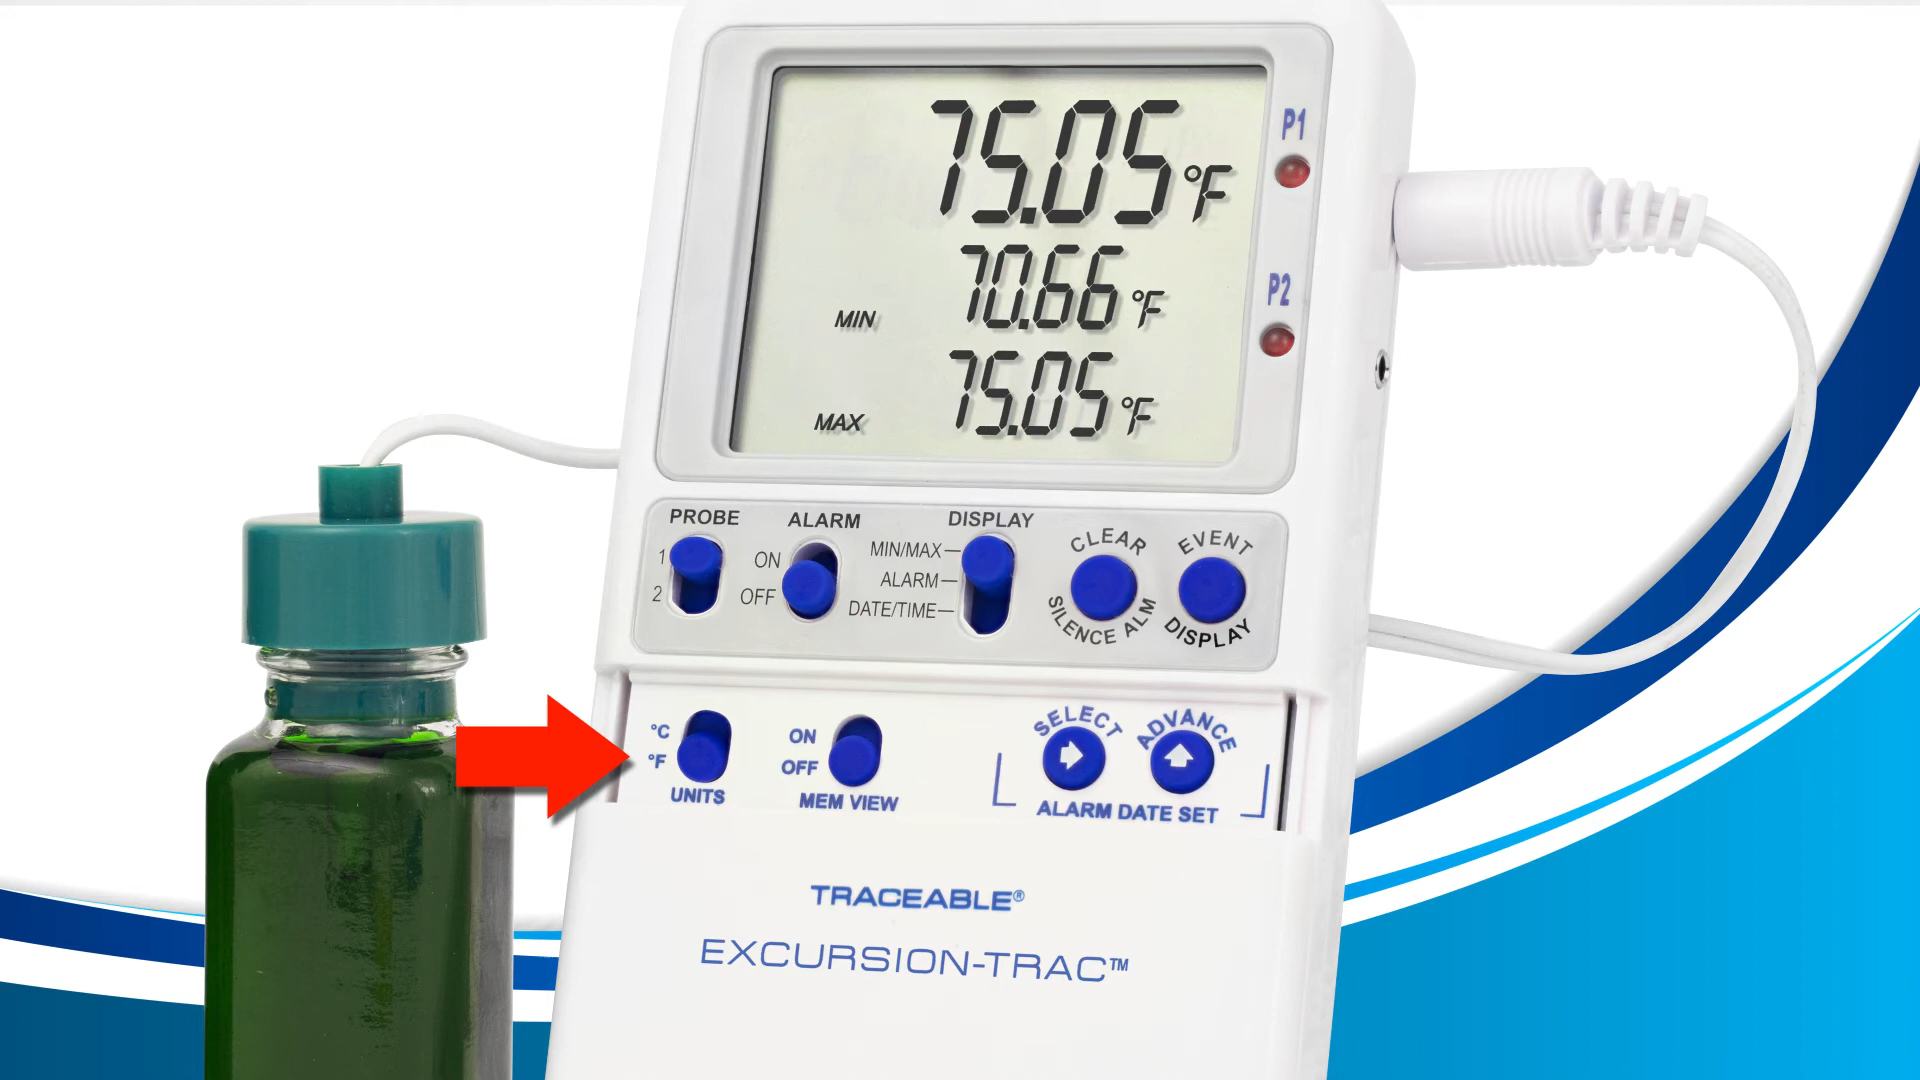 75.05 °F
P1
MIN 70.66 °F
P2
MAX 75.05 °F
PROBE
1
2
ALARM
ON
OFF
DISPLAY
MIN/MAX
ALARM
DATE/TIME
CLEAR
SILENCE ALM
EVENT
DISPLAY
°C
°F
UNITS
ON
OFF
MEM VIEW
SELECT
ADVANCE
ALARM DATE SET
TRACEABLE®
EXCURSION-TRAC™